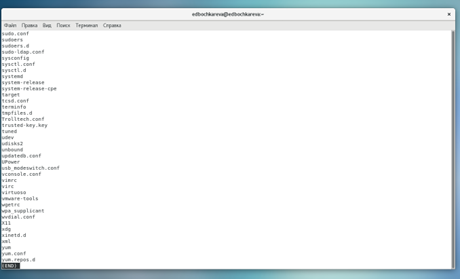 edbochkareva@edbochkareva:~
Файл Правка Вид Поиск Терминал Справка
sudo.conf
sudoers
sudoers.d
sudo-ldap.conf
sysconfig
sysctl.conf
sysctl.d
systemd
system-release
system-release-cpe
target
tcsd.conf
terminfo
tmpfiles.d
Trolltech.conf
trusted-key.key
tuned
udev
udisks2
unbound
updatedb.conf
UPower
usb_modeswitch.conf
vconsole.conf
vimrc
virc
virtuoso
vmware-tools
wgetrc
wpa_supplicant
wvdial.conf
X11
xdg
xinetd.d
xml
yum
yum.conf
yum.repos.d
(END)